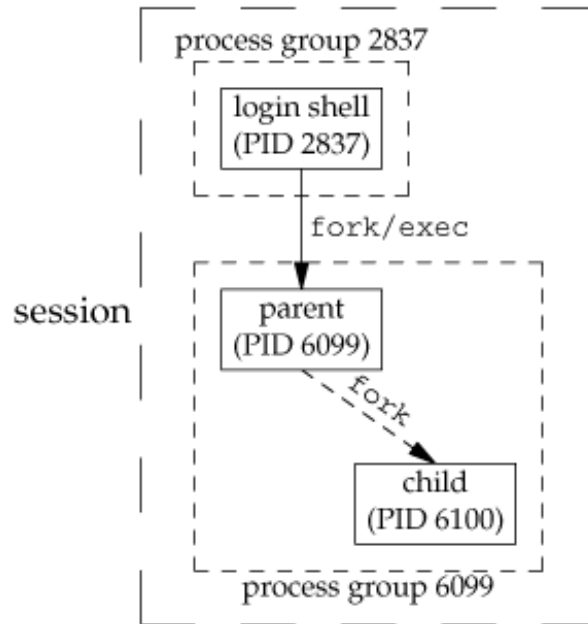 process group 2837
login shell
(PID 2837)
fork/exec
session
parent
(PID 6099)
fork
child
(PID 6100)
process group 6099